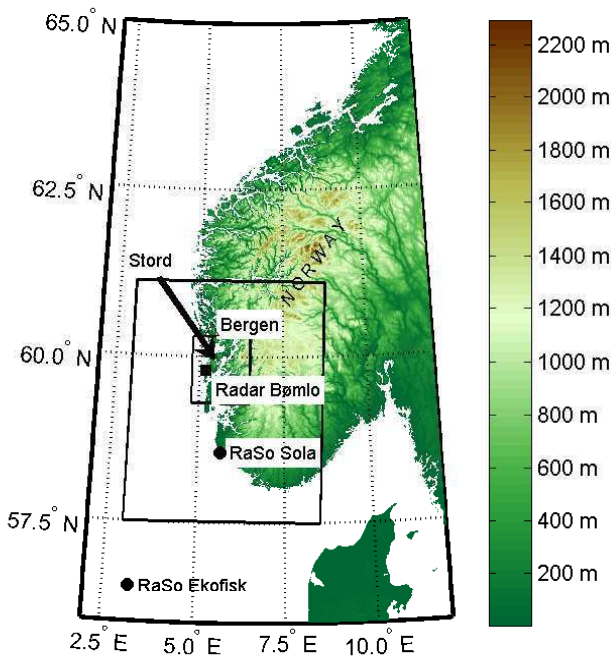 65.0° N
62.5° N
60.0° N
57.5° N
2.5° E
5.0° E
7.5° E
10.0° E
NORWAY
Stord
Bergen
Radar Bømlo
RaSo Sola
RaSo Ekofisk
2200 m
2000 m
1800 m
1600 m
1400 m
1200 m
1000 m
800 m
600 m
400 m
200 m